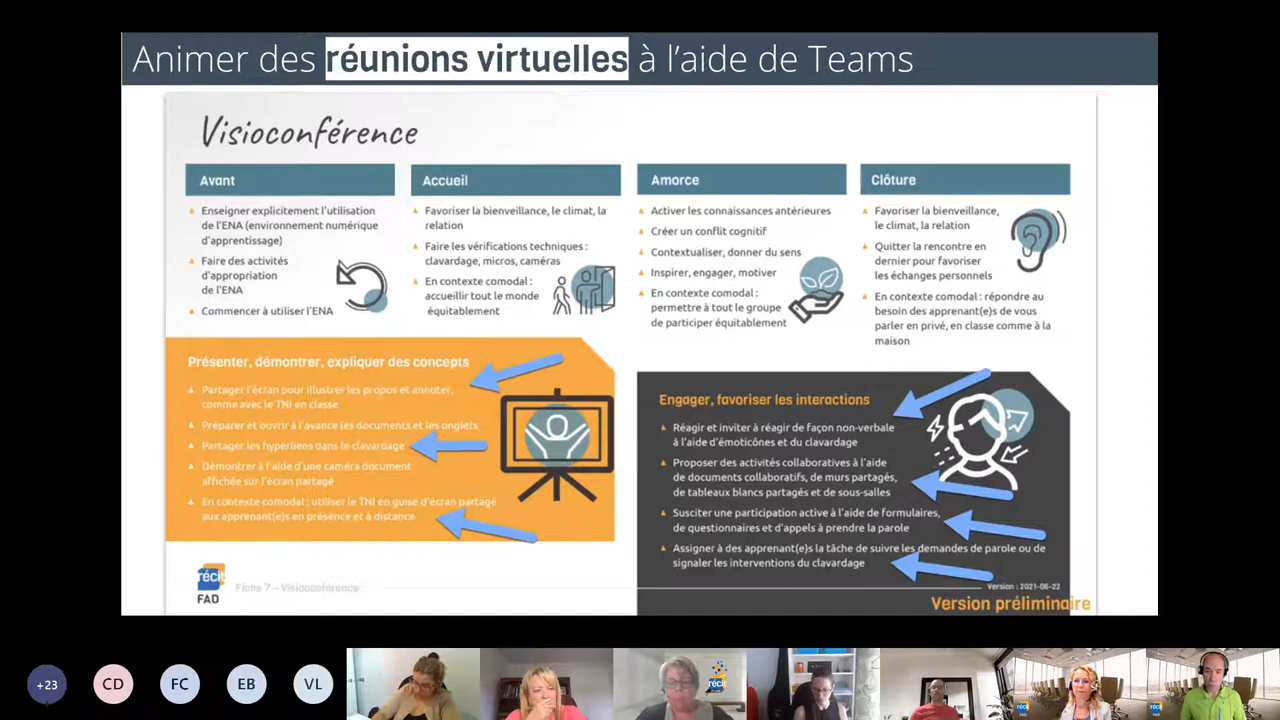 Animer des réunions virtuelles à l'aide de Teams
Visioconférence
Avant
Enseigner explicitement l'utilisation
de l'ENA (environnement numérique
d'apprentissage)
Faire des activités
d'appropriation
de l'ENA
Commencer à utiliser l'ENA
Accueil
Favoriser la bienveillance, le climat, la
relation
Faire les vérifications techniques :
clavardage, micros, caméras
En contexte comodal :
accueillir tout le monde
équitablement
Amorce
Activer les connaissances antérieures
Créer un conflit cognitif
Contextualiser, donner du sens
Inspirer, engager, motiver
En contexte comodal :
permettre à tout le groupe
de participer équitablement
Clôture
Favoriser la bienveillance,
le climat, la relation
Quitter la rencontre en
dernier pour favoriser
les échanges personnels
En contexte comodal : répondre au
besoin des apprenant(e)s de vous
parler en privé, en classe comme à la
maison
Présenter, démontrer, expliquer des concepts
Partager l'écran pour illustrer les propos et annoter,
comme avec le TNI en classe
Préparer et ouvrir à l'avance les documents et les onglets
Partager les hyperliens dans le clavardage
Démontrer à l'aide d'une caméra document
affichée sur l'écran partagé
En contexte comodal : utiliser le TNI en guise d'écran partagé
aux apprenant(e)s en présence et à distance
Engager, favoriser les interactions
Réagir et inviter à réagir de façon non-verbale
à l'aide d'émoticônes et du clavardage
Proposer des activités collaboratives à l'aide
de documents collaboratifs, de murs partagés,
de tableaux blancs partagés et de sous-salles
Susciter une participation active à l'aide de formulaires,
de questionnaires et d'appels à prendre la parole
Assigner à des apprenant(e)s la tâche de suivre les demandes de parole ou de
signaler les interventions du clavardage
récit
FAD
Fiche 7 – Visioconférence
Version : 2021-06-22
Version préliminaire
+23
CD
FC
EB
VL
récit
récit
récit